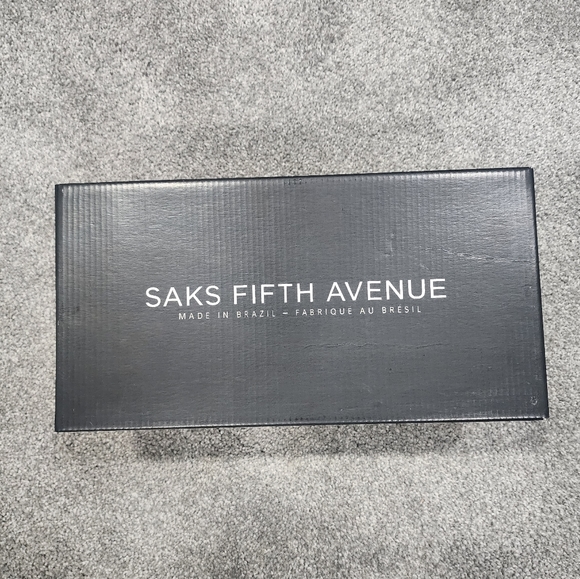 SAKS FIFTH AVENUE
MADE IN BRAZIL – FABRIQUE AU BRÉSIL